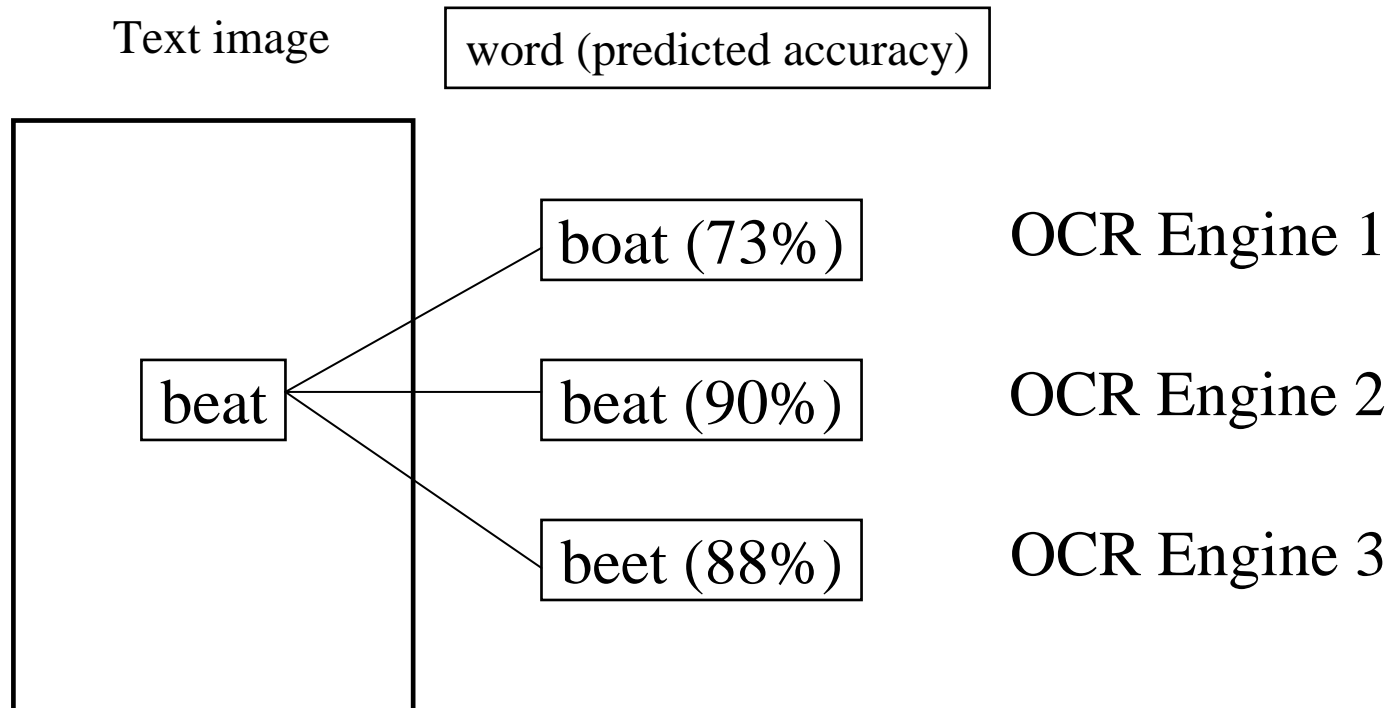 Text image
word (predicted accuracy)
boat (73%)
OCR Engine 1
beat
beat (90%)
OCR Engine 2
beet (88%)
OCR Engine 3